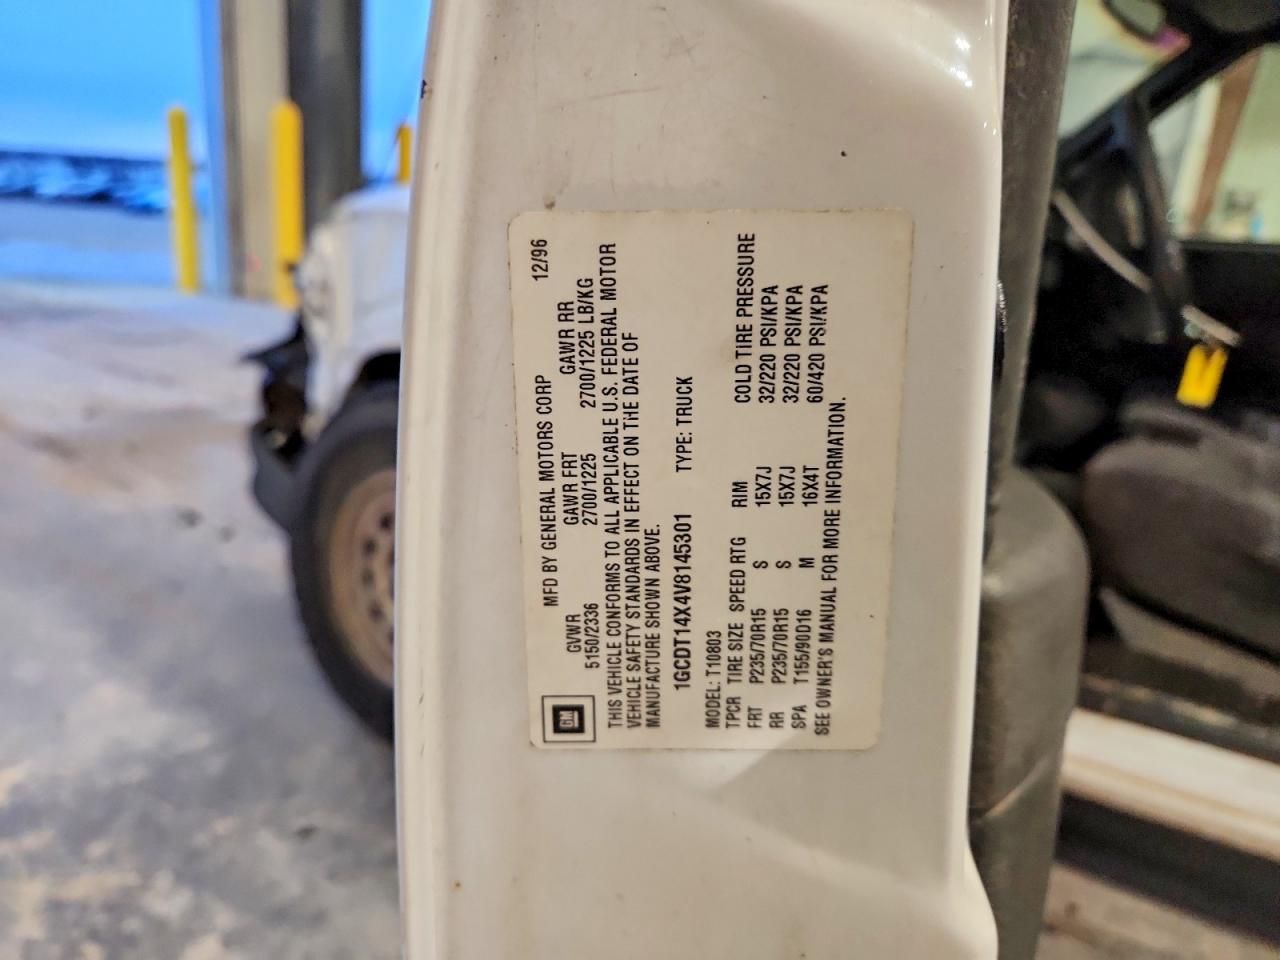 GM
MFD BY GENERAL MOTORS CORP 12/96
GVWR GAWR FRT GAWR RR
5150/2336 2700/1225 2700/1225 LB/KG
THIS VEHICLE CONFORMS TO ALL APPLICABLE U.S. FEDERAL MOTOR
VEHICLE SAFETY STANDARDS IN EFFECT ON THE DATE OF
MANUFACTURE SHOWN ABOVE.
1GCDT14X4V8145301 TYPE: TRUCK
MODEL: T10803
TPCR TIRE SIZE SPEED RTG RIM COLD TIRE PRESSURE
FRT P235/70R15 S 15X7J 32/220 PSI/KPA
RR P235/70R15 S 15X7J 32/220 PSI/KPA
SPA T155/90D16 M 16X4T 60/420 PSI/KPA
SEE OWNER'S MANUAL FOR MORE INFORMATION.